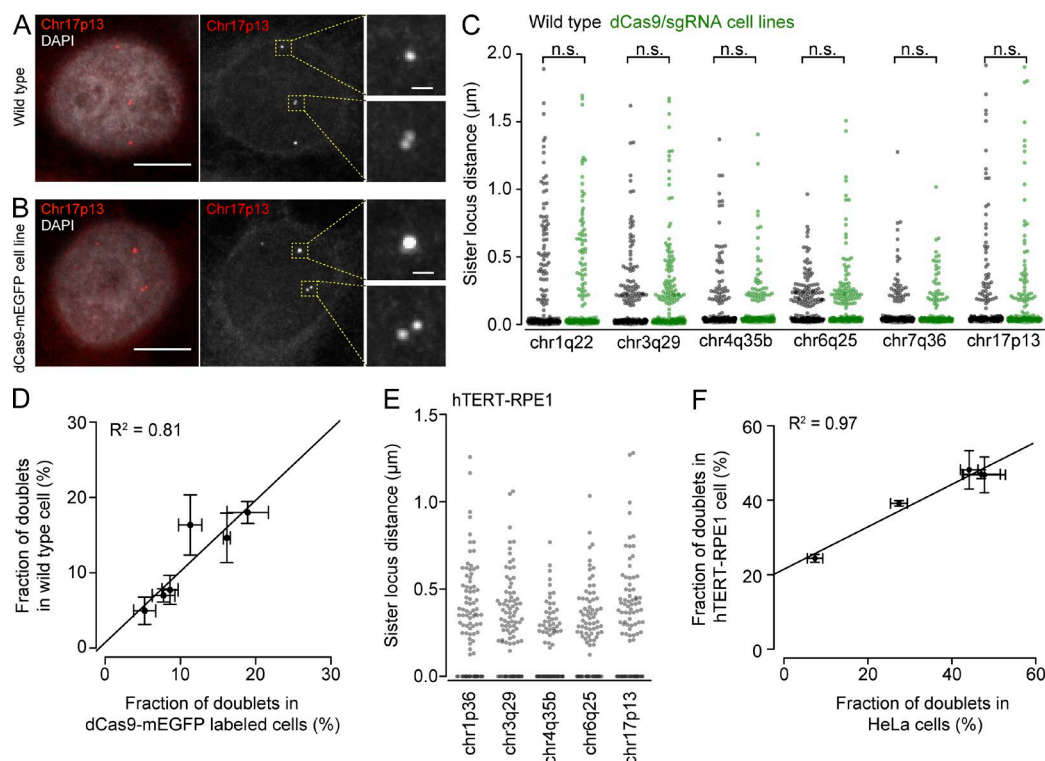 A
Chr17p13
DAPI
Chr17p13
Wild type
B
Chr17p13
DAPI
Chr17p13
dCas9-mEGFP cell line
C
Wild type dCas9/sgRNA cell lines
n.s. n.s. n.s. n.s. n.s. n.s.
Sister locus distance (µm)
2.0
1.5
1.0
0.5
0.0
chr1q22 chr3q29 chr4q35b chr6q25 chr7q36 chr17p13
D
R² = 0.81
Fraction of doublets
in wild type cell (%)
30
20
10
0
0 10 20 30
Fraction of doublets in
dCas9-mEGFP labeled cells (%)
E
hTERT-RPE1
Sister locus distance (µm)
1.5
1.0
0.5
0.0
chr1p36
chr3q29
chr4q35b
chr6q25
chr17p13
F
R² = 0.97
Fraction of doublets in
hTERT-RPE1 cell (%)
60
40
20
0
0 20 40 60
Fraction of doublets in
HeLa cells (%)